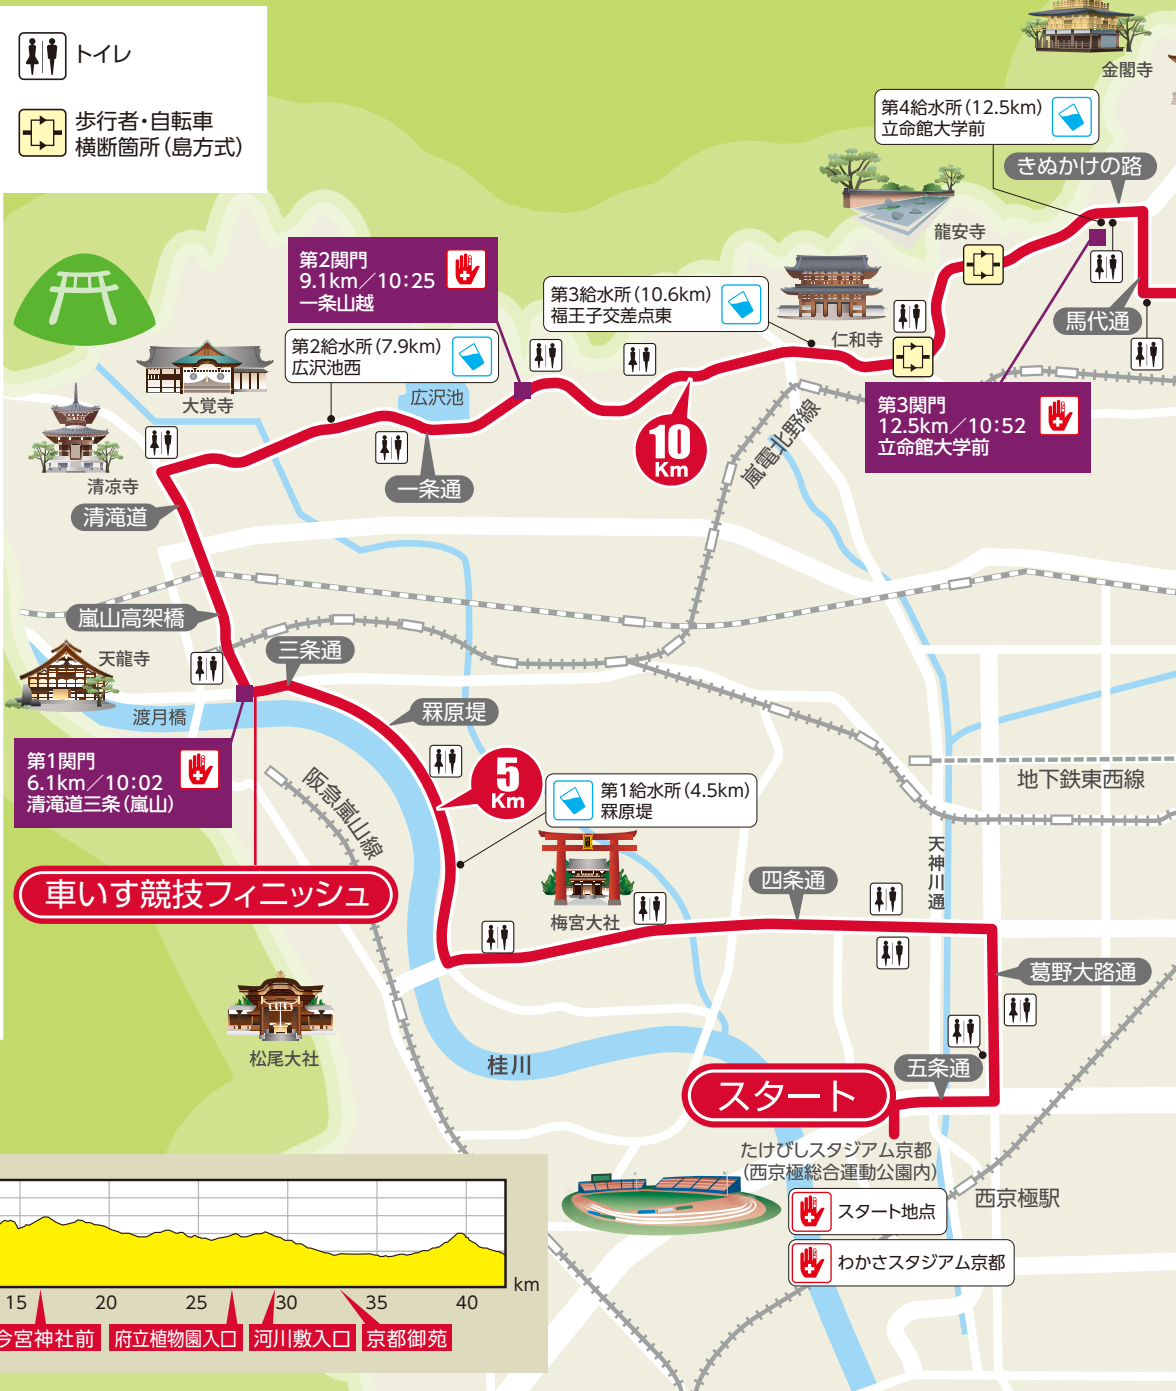 トイレ
歩行者・自転車
横断箇所(島方式)
金閣寺
第4給水所(12.5km)
立命館大学前
きぬかけの路
龍安寺
第2関門
9.1km／10：25
一条山越
第3給水所(10.6km)
福王子交差点東
仁和寺
馬代通
第2給水所(7.9km)
広沢池西
大覚寺
広沢池
第3関門
12.5km／10：52
立命館大学前
嵐電北野線
10
Km
清凉寺
一条通
清滝道
嵐山高架橋
三条通
天龍寺
渡月橋
罧原堤
第1関門
6.1km／10：02
清滝道三条(嵐山)
5
Km
阪急嵐山線
第1給水所(4.5km)
罧原堤
地下鉄東西線
天神川通
車いす競技フィニッシュ
四条通
梅宮大社
葛野大路通
松尾大社
桂川
五条通
スタート
たけびしスタジアム京都
(西京極総合運動公園内)
西京極駅
スタート地点
わかさスタジアム京都
km
15 20 25 30 35 40
今宮神社前 府立植物園入口 河川敷入口 京都御苑